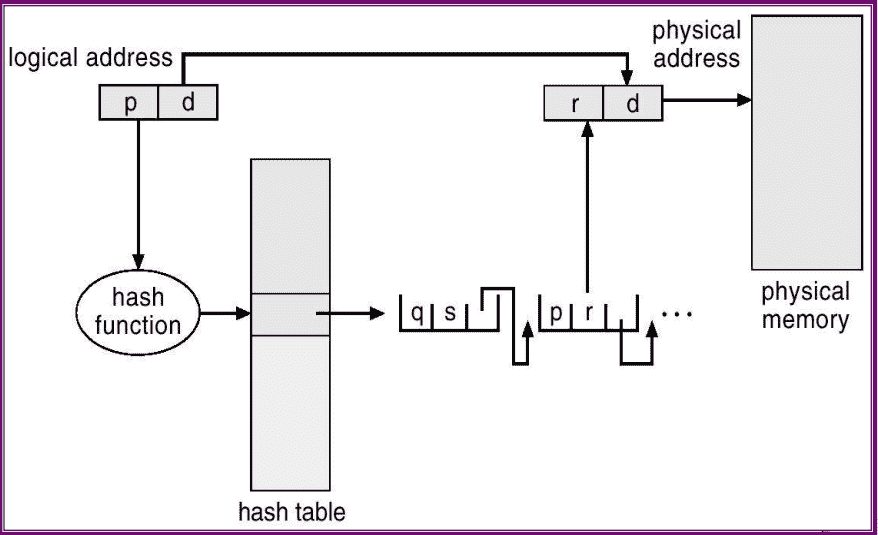 logical address
p d
physical
address
r d
hash
function
q s
p r
...
physical
memory
hash table